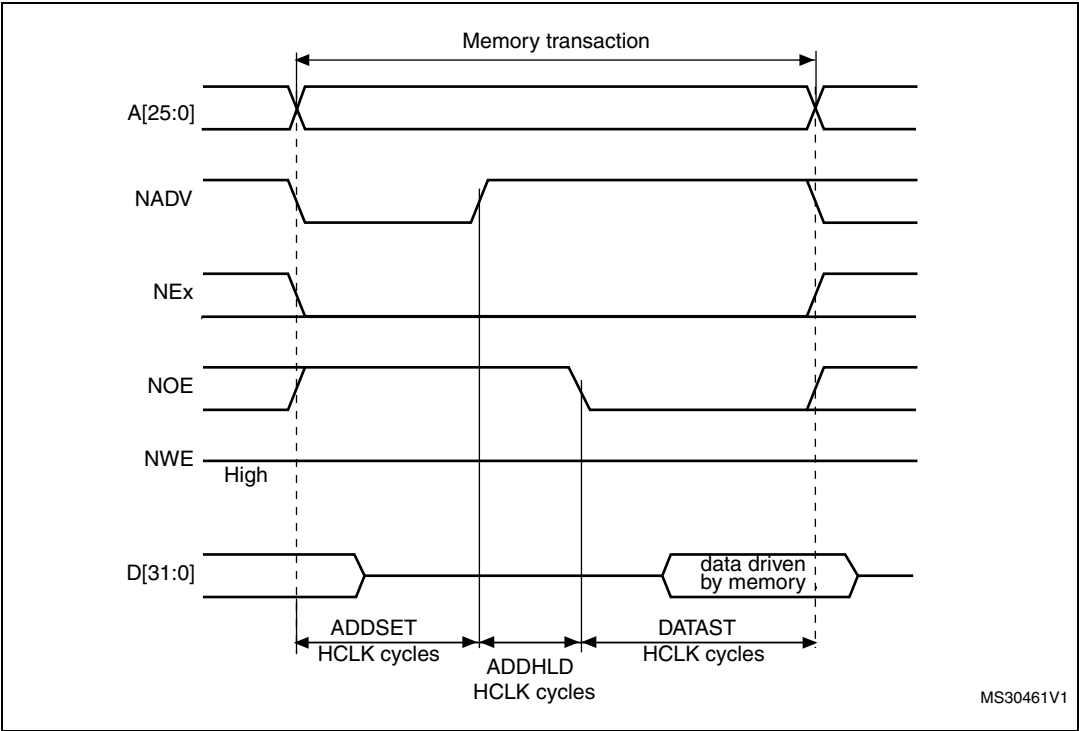 Memory transaction
A[25:0]
NADV
NEx
NOE
NWE
High
D[31:0]
data driven
by memory
ADDSET
HCLK cycles
ADDHLD
HCLK cycles
DATAST
HCLK cycles
MS30461V1